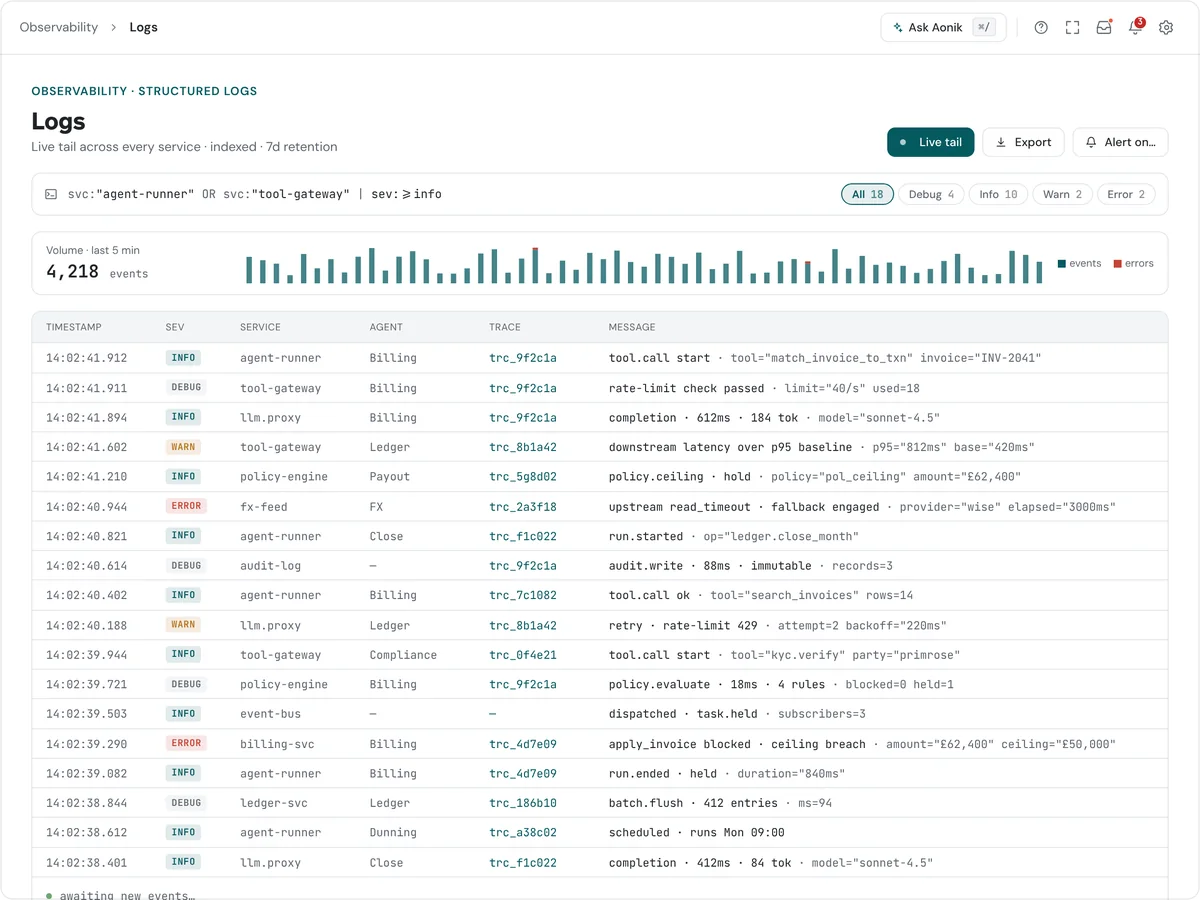 Observability › Logs
Ask Aonik ⌘/
3
OBSERVABILITY · STRUCTURED LOGS
Logs
Live tail across every service · indexed · 7d retention
Live tail Export Alert on…
svc:"agent-runner" OR svc:"tool-gateway" | sev:>=info
All 18 Debug 4 Info 10 Warn 2 Error 2
Volume · last 5 min
4,218 events
events errors
TIMESTAMP SEV SERVICE AGENT TRACE MESSAGE
14:02:41.912 INFO agent-runner Billing trc_9f2c1a tool.call start · tool="match_invoice_to_txn" invoice="INV-2041"
14:02:41.911 DEBUG tool-gateway Billing trc_9f2c1a rate-limit check passed · limit="40/s" used=18
14:02:41.894 INFO llm.proxy Billing trc_9f2c1a completion · 612ms · 184 tok · model="sonnet-4.5"
14:02:41.602 WARN tool-gateway Ledger trc_8b1a42 downstream latency over p95 baseline · p95="812ms" base="420ms"
14:02:41.210 INFO policy-engine Payout trc_5g8d02 policy.ceiling · hold · policy="pol_ceiling" amount="£62,400"
14:02:40.944 ERROR fx-feed FX trc_2a3f18 upstream read_timeout · fallback engaged · provider="wise" elapsed="3000ms"
14:02:40.821 INFO agent-runner Close trc_f1c022 run.started · op="ledger.close_month"
14:02:40.614 DEBUG audit-log — trc_9f2c1a audit.write · 88ms · immutable · records=3
14:02:40.402 INFO agent-runner Billing trc_7c1082 tool.call ok · tool="search_invoices" rows=14
14:02:40.188 WARN llm.proxy Ledger trc_8b1a42 retry · rate-limit 429 · attempt=2 backoff="220ms"
14:02:39.944 INFO tool-gateway Compliance trc_0f4e21 tool.call start · tool="kyc.verify" party="primrose"
14:02:39.721 DEBUG policy-engine Billing trc_9f2c1a policy.evaluate · 18ms · 4 rules · blocked=0 held=1
14:02:39.503 INFO event-bus — — dispatched · task.held · subscribers=3
14:02:39.290 ERROR billing-svc Billing trc_4d7e09 apply_invoice blocked · ceiling breach · amount="£62,400" ceiling="£50,000"
14:02:39.082 INFO agent-runner Billing trc_4d7e09 run.ended · held · duration="840ms"
14:02:38.844 DEBUG ledger-svc Ledger trc_186b10 batch.flush · 412 entries · ms=94
14:02:38.612 INFO agent-runner Dunning trc_a38c02 scheduled · runs Mon 09:00
14:02:38.401 INFO llm.proxy Close trc_f1c022 completion · 412ms · 84 tok · model="sonnet-4.5"
awaiting new events…